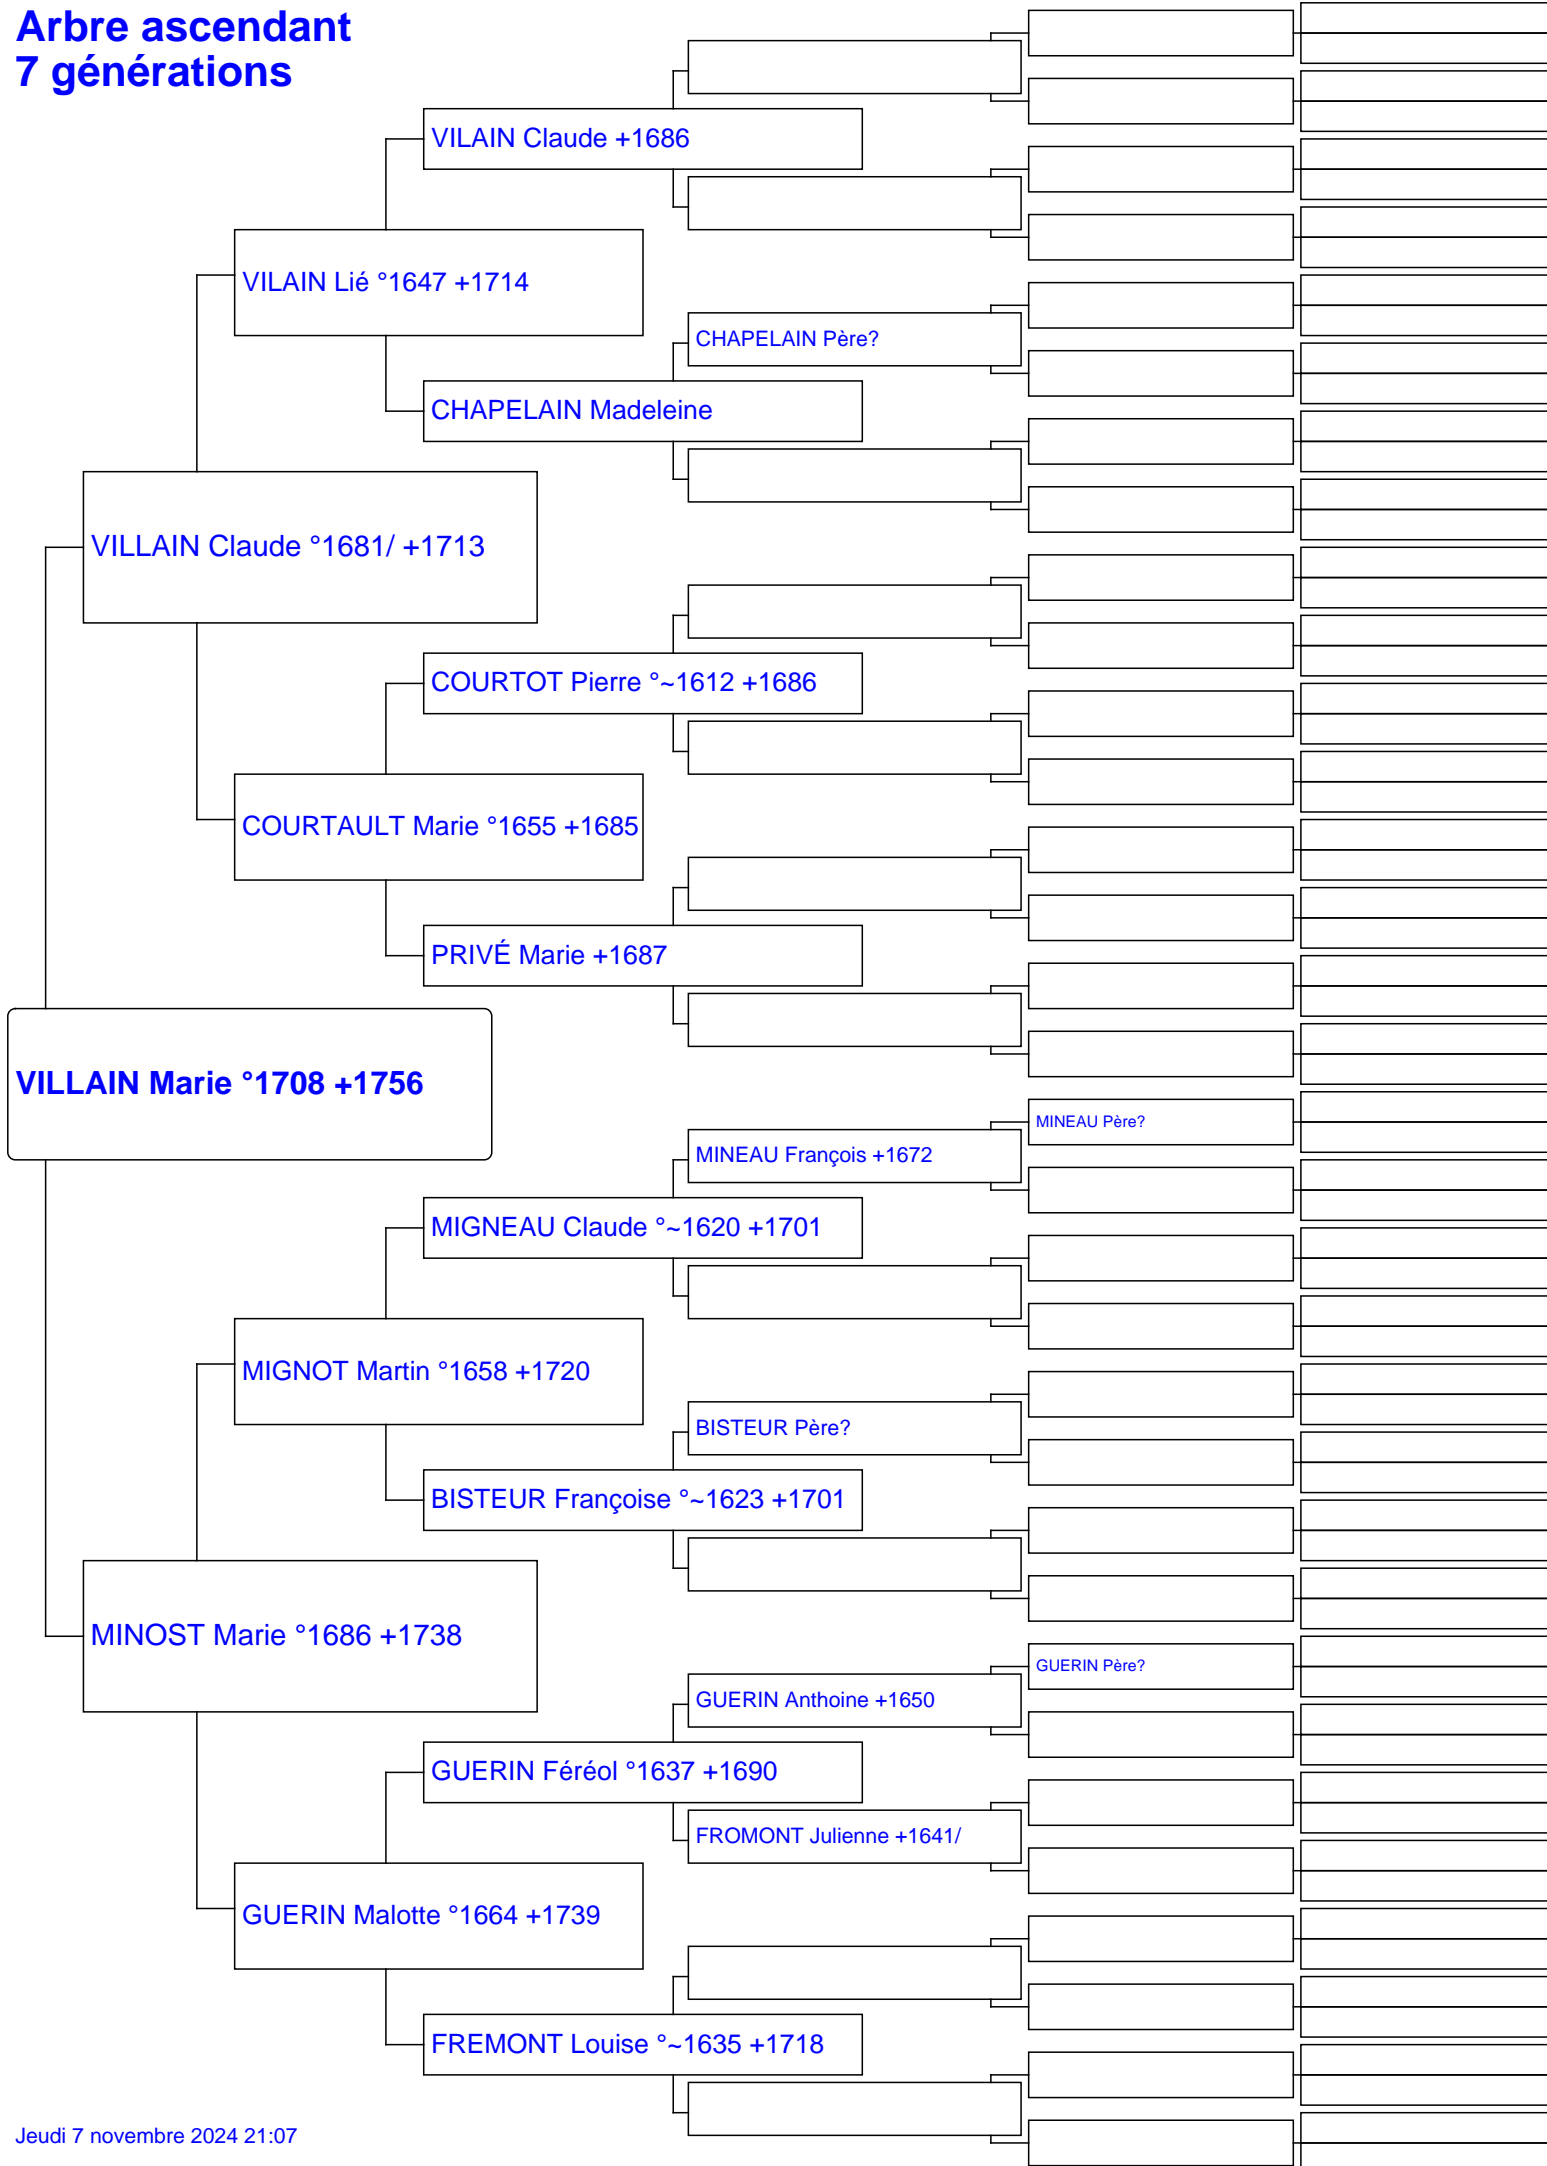 Arbre ascendant
7 générations
VILAIN Claude +1686
VILAIN Lié °1647 +1714
CHAPELAIN Père?
CHAPELAIN Madeleine
VILLAIN Claude °1681/ +1713
COURTOT Pierre °~1612 +1686
COURTAULT Marie °1655 +1685
PRIVÉ Marie +1687
VILLAIN Marie °1708 +1756
MINEAU Père?
MINEAU François +1672
MIGNEAU Claude °~1620 +1701
MIGNOT Martin °1658 +1720
BISTEUR Père?
BISTEUR Françoise °~1623 +1701
MINOST Marie °1686 +1738
GUERIN Père?
GUERIN Anthoine +1650
GUERIN Féréol °1637 +1690
FROMONT Julienne +1641/
GUERIN Malotte °1664 +1739
FREMONT Louise °~1635 +1718
Jeudi 7 novembre 2024 21:07